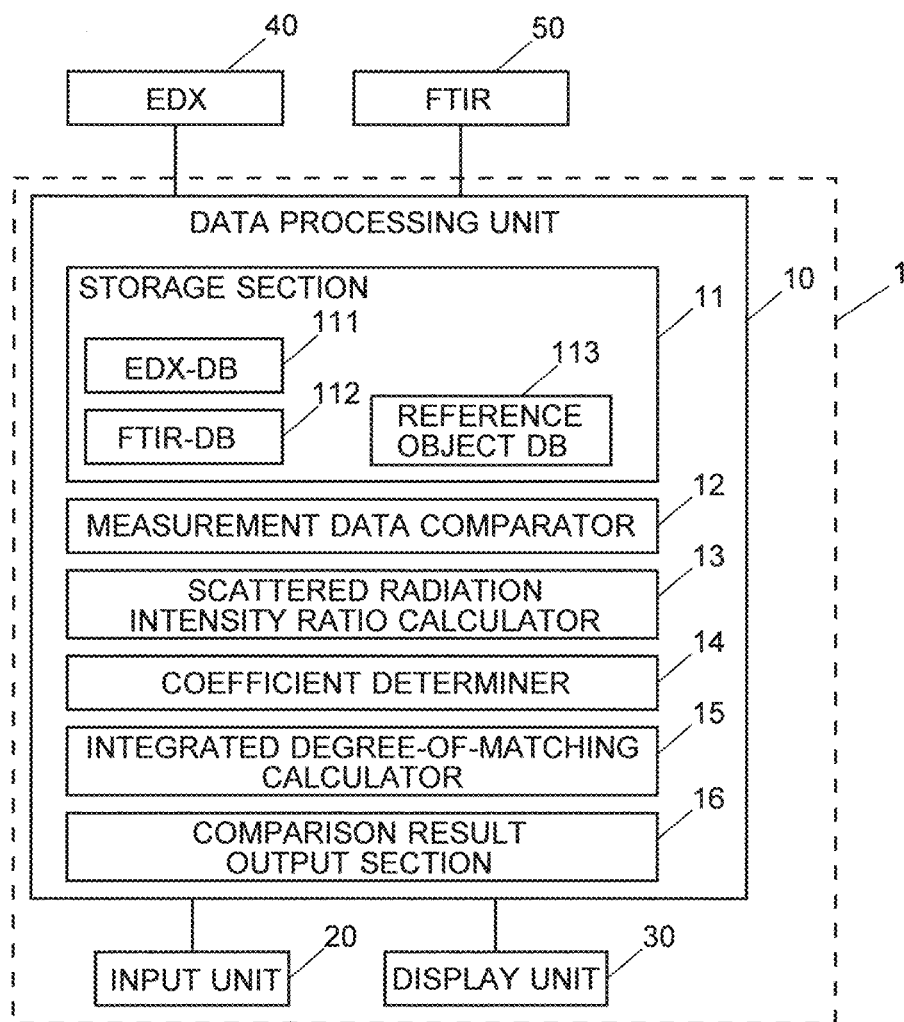 40
50
EDX
FTIR
DATA PROCESSING UNIT
STORAGE SECTION
11
10
1
111
EDX-DB
112
FTIR-DB
113
REFERENCE
OBJECT DB
12
MEASUREMENT DATA COMPARATOR
13
SCATTERED RADIATION
INTENSITY RATIO CALCULATOR
14
COEFFICIENT DETERMINER
15
INTEGRATED DEGREE-OF-MATCHING
CALCULATOR
16
COMPARISON RESULT
OUTPUT SECTION
20
30
INPUT UNIT
DISPLAY UNIT